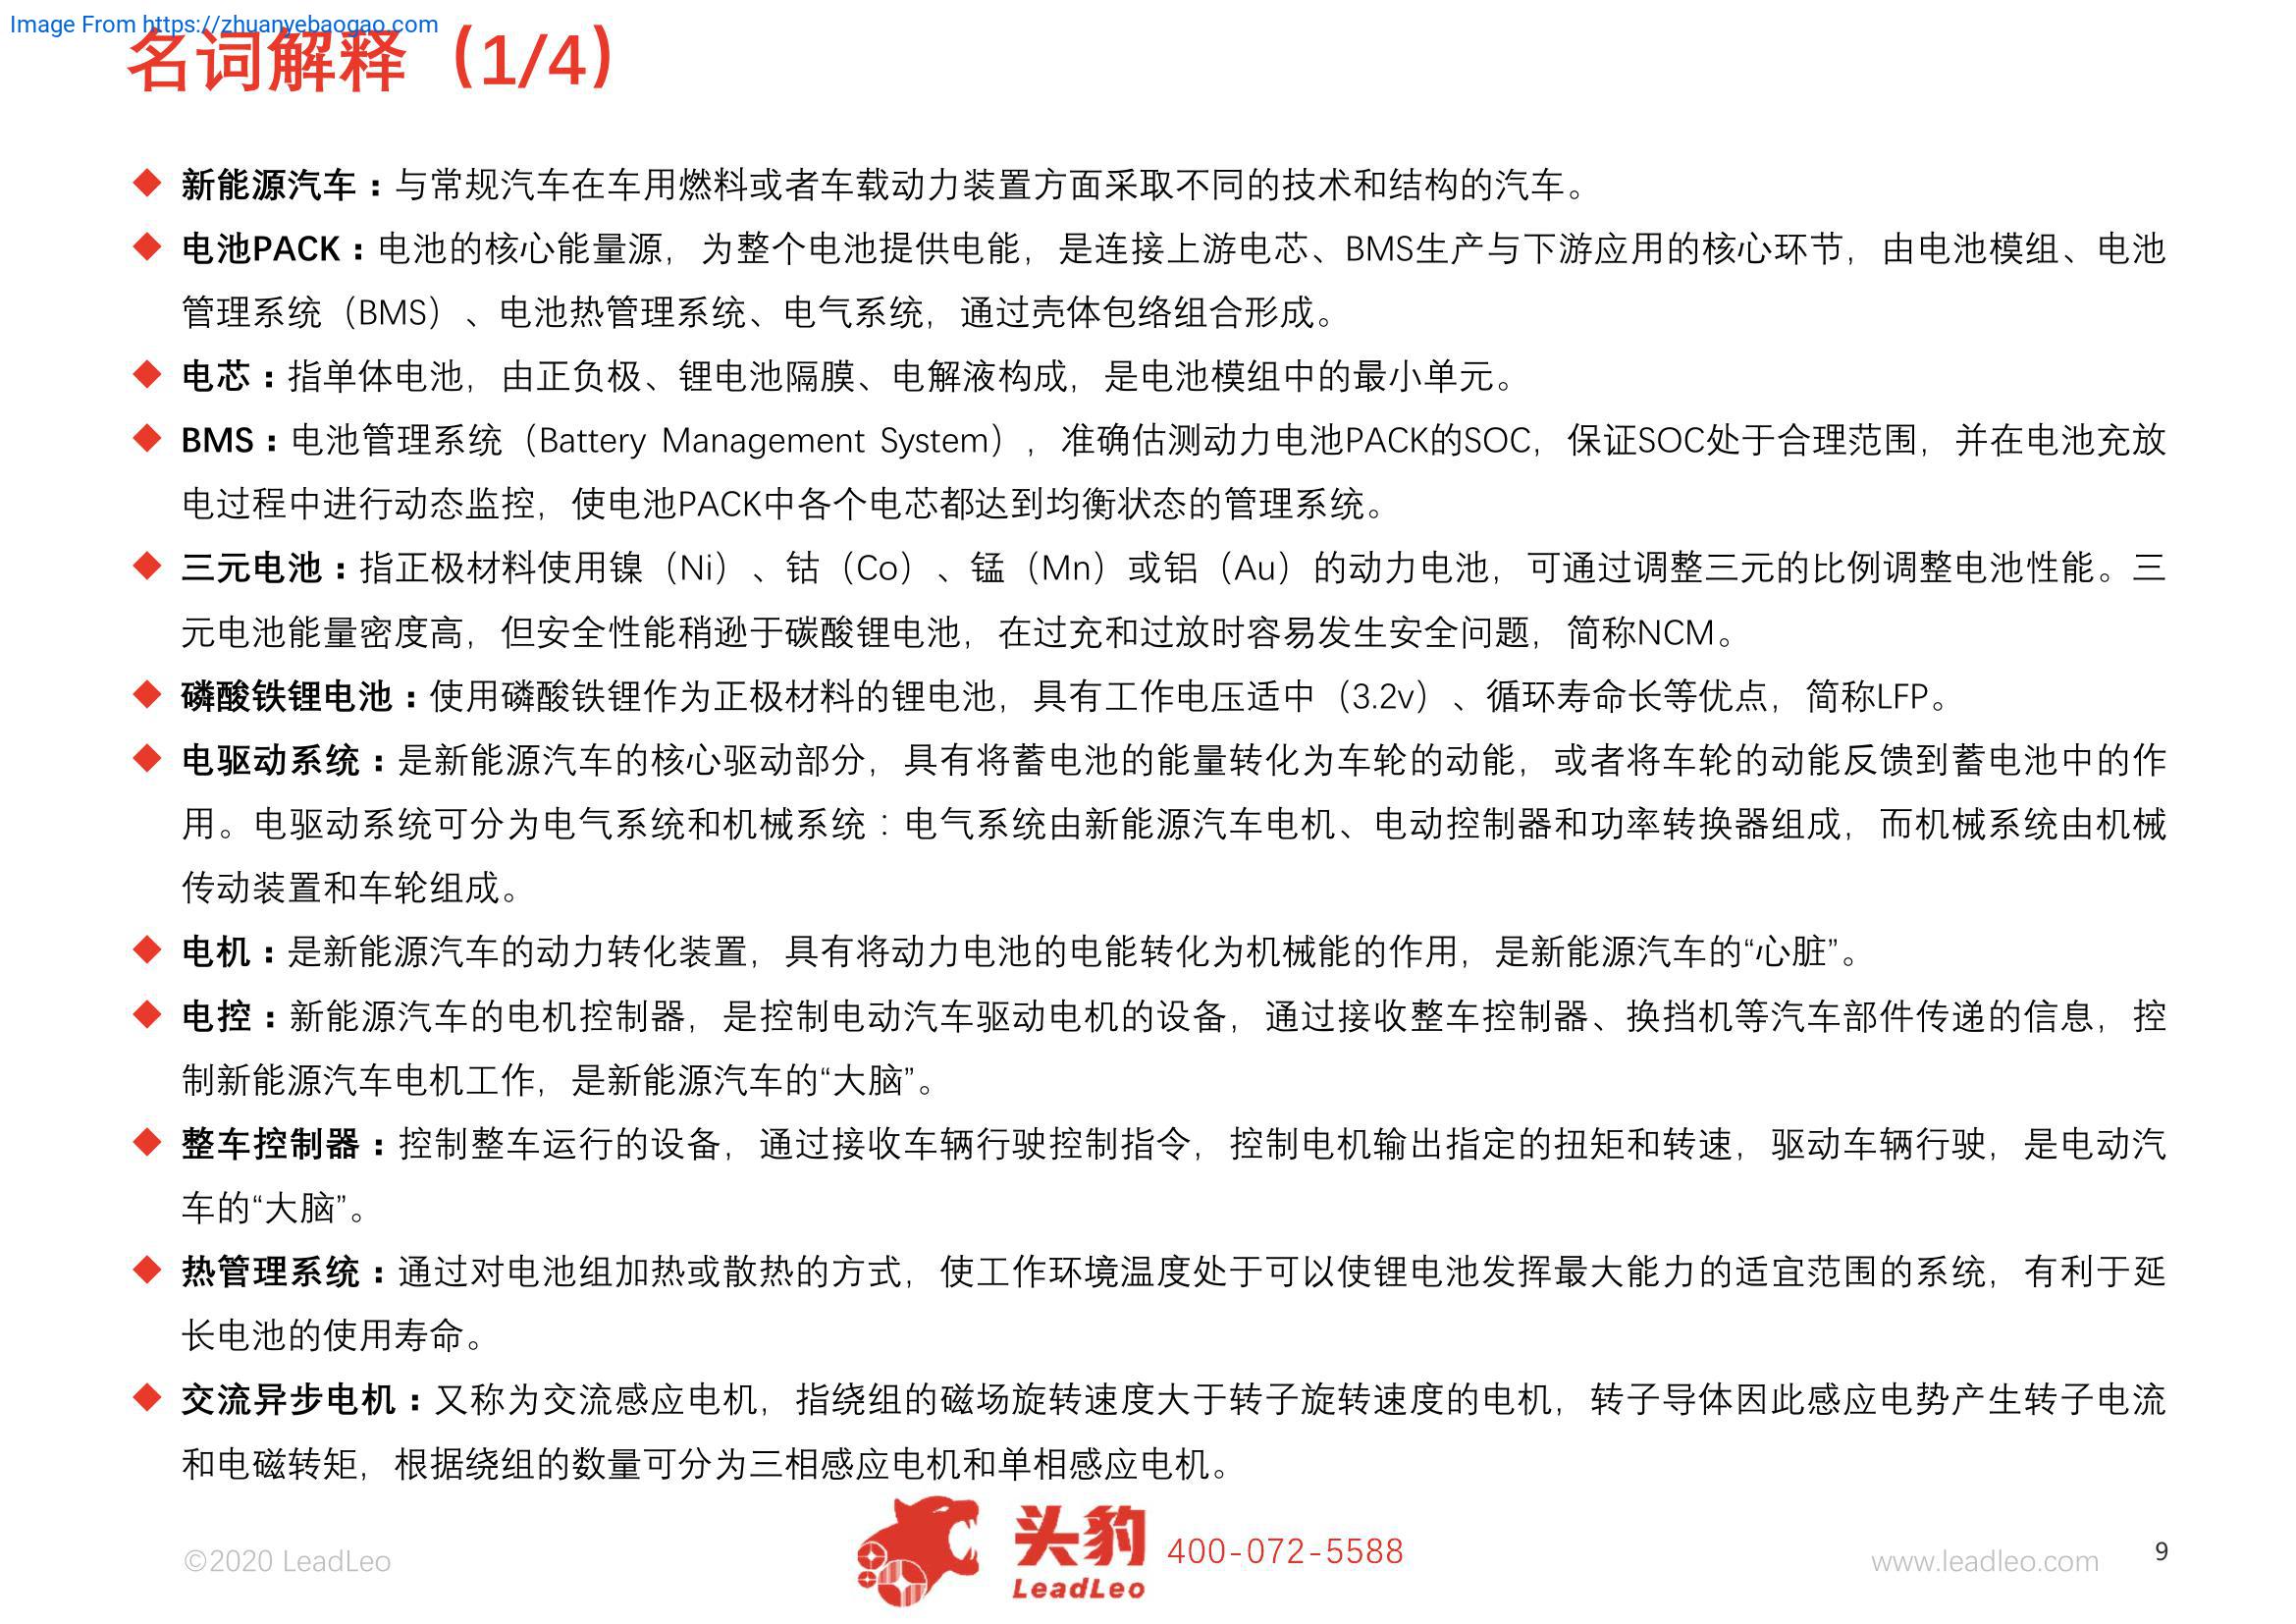 Image From https://zhuanyebaogao.com
名词解释（1/4）
新能源汽车：与常规汽车在车用燃料或者车载动力装置方面采取不同的技术和结构的汽车。
电池PACK：电池的核心能量源，为整个电池提供电能，是连接上游电芯、BMS生产与下游应用的核心环节，由电池模组、电池
管理系统（BMS）、电池热管理系统、电气系统，通过壳体包络组合形成。
电芯：指单体电池，由正负极、锂电池隔膜、电解液构成，是电池模组中的最小单元。
BMS：电池管理系统（Battery Management System），准确估测动力电池PACK的SOC，保证SOC处于合理范围，并在电池充放
电过程中进行动态监控，使电池PACK中各个电芯都达到均衡状态的管理系统。
三元电池：指正极材料使用镍（Ni）、钴（Co）、锰（Mn）或铝（Au）的动力电池，可通过调整三元的比例调整电池性能。三
元电池能量密度高，但安全性能稍逊于碳酸锂电池，在过充和过放时容易发生安全问题，简称NCM。
磷酸铁锂电池：使用磷酸铁锂作为正极材料的锂电池，具有工作电压适中（3.2v）、循环寿命长等优点，简称LFP。
电驱动系统：是新能源汽车的核心驱动部分，具有将蓄电池的能量转化为车轮的动能，或者将车轮的动能反馈到蓄电池中的作
用。电驱动系统可分为电气系统和机械系统：电气系统由新能源汽车电机、电动控制器和功率转换器组成，而机械系统由机械
传动装置和车轮组成。
电机：是新能源汽车的动力转化装置，具有将动力电池的电能转化为机械能的作用，是新能源汽车的“心脏”。
电控：新能源汽车的电机控制器，是控制电动汽车驱动电机的设备，通过接收整车控制器、换挡机等汽车部件传递的信息，控
制新能源汽车电机工作，是新能源汽车的“大脑”。
整车控制器：控制整车运行的设备，通过接收车辆行驶控制指令，控制电机输出指定的扭矩和转速，驱动车辆行驶，是电动汽
车的“大脑”。
热管理系统：通过对电池组加热或散热的方式，使工作环境温度处于可以使锂电池发挥最大能力的适宜范围的系统，有利于延
长电池的使用寿命。
交流异步电机：又称为交流感应电机，指绕组的磁场旋转速度大于转子旋转速度的电机，转子导体因此感应电势产生转子电流
和电磁转矩，根据绕组的数量可分为三相感应电机和单相感应电机。
©2020 LeadLeo
头豹
LeadLeo
400-072-5588
www.leadleo.com
9